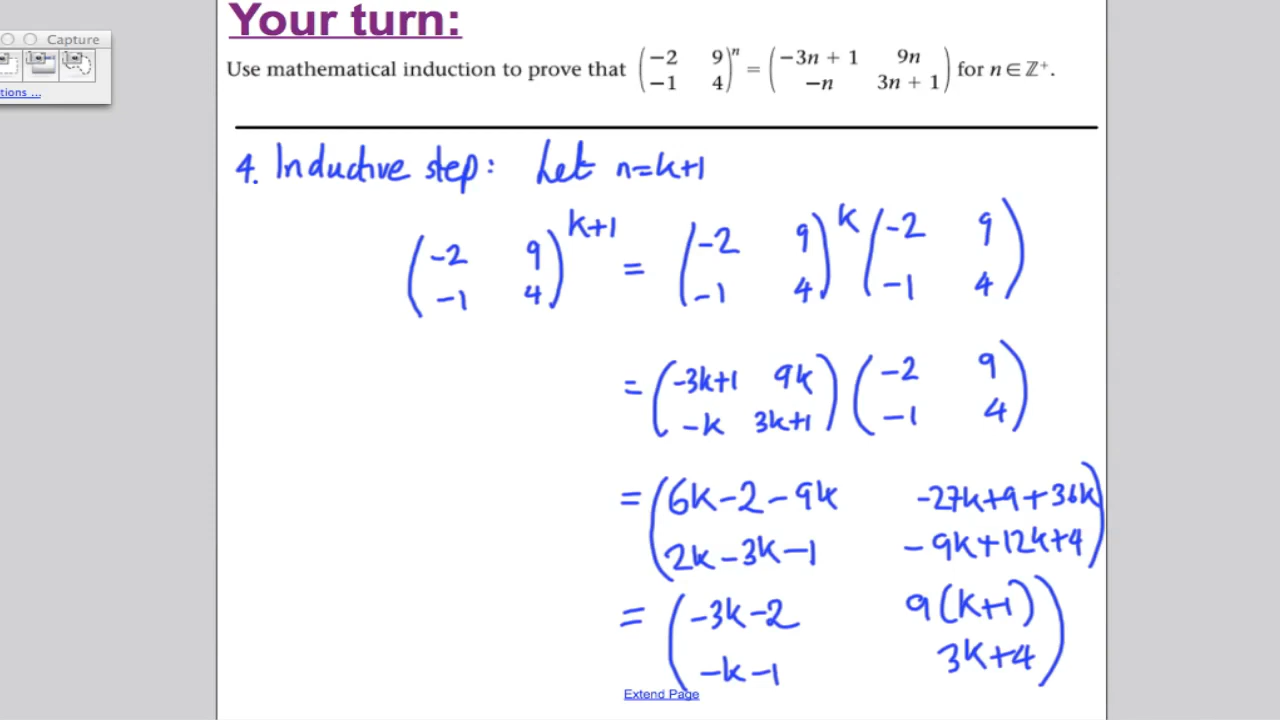 Your turn:
Capture
tions ...
Use mathematical induction to prove that (−2 9 / −1 4)ⁿ = (−3n + 1 9n / −n 3n + 1) for n ∈ ℤ⁺.
4. Inductive step: Let n=k+1
(-2 9 / -1 4)^(k+1) = (-2 9 / -1 4)^k (-2 9 / -1 4)
= (-3k+1 9k / -k 3k+1) (-2 9 / -1 4)
= (6k-2-9k -27k+9+36k / 2k-3k-1 -9k+12k+4)
= (-3k-2 9(k+1) / -k-1 3k+4)
Extend Page